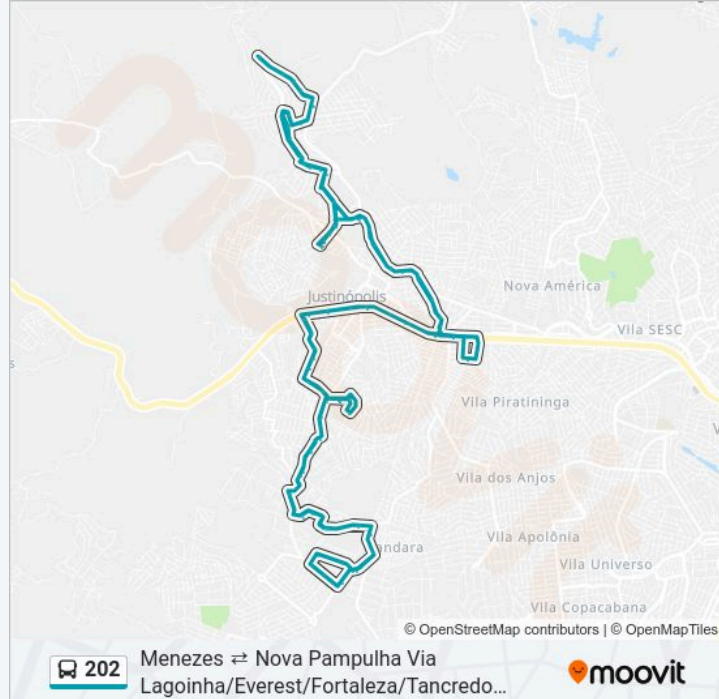 Justinópolis
Nova América
Vila SESC
Vila Piratininga
Vila dos Anjos
andara
Vila Apolônia
Vila Universo
Vila Copacabana
© OpenStreetMap contributors | © OpenMapTiles
202
Menezes ⇄ Nova Pampulha Via
Lagoinha/Everest/Fortaleza/Tancredo...
moovit